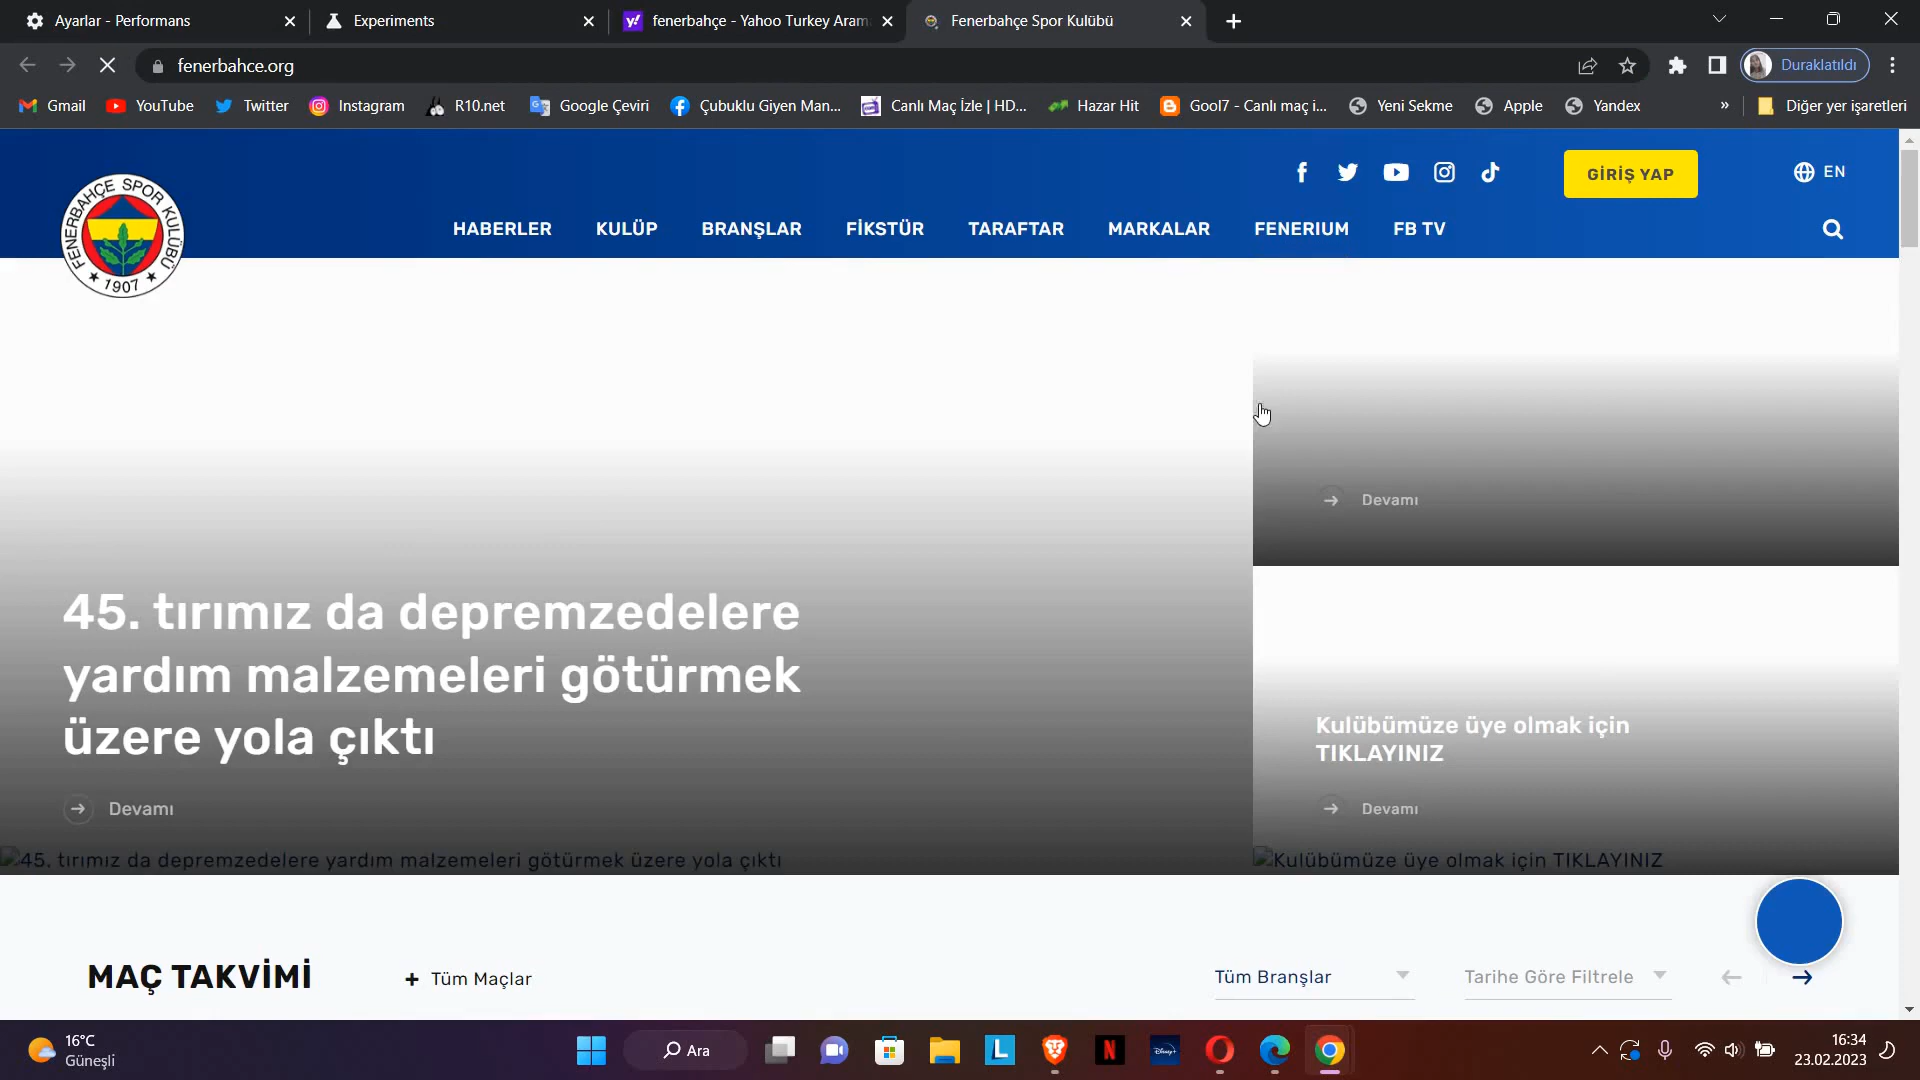 Ayarlar - Performans
Experiments
fenerbahçe - Yahoo Turkey Aram
Fenerbahçe Spor Kulübü
fenerbahce.org
Duraklatıldı
Gmail
YouTube
Twitter
Instagram
R10.net
Google Çeviri
Çubuklu Giyen Man...
Canlı Maç İzle | HD...
Hazar Hit
Gool7 - Canlı maç i...
Yeni Sekme
Apple
Yandex
»
Diğer yer işaretleri
FENERBAHÇE SPOR KULÜBÜ
1907
GİRİŞ YAP
EN
HABERLER
KULÜP
BRANŞLAR
FİKSTÜR
TARAFTAR
MARKALAR
FENERIUM
FB TV
45. tırımız da depremzedelere
yardım malzemeleri götürmek
üzere yola çıktı
Devamı
45. tırımız da depremzedelere yardım malzemeleri götürmek üzere yola çıktı
Devamı
Kulübümüze üye olmak için
TIKLAYINIZ
Devamı
Kulübümüze üye olmak için TIKLAYINIZ
MAÇ TAKVİMİ
+ Tüm Maçlar
Tüm Branşlar
Tarihe Göre Filtrele
16°C
Güneşli
Ara
L
N
Disney+
16:34
23.02.2023